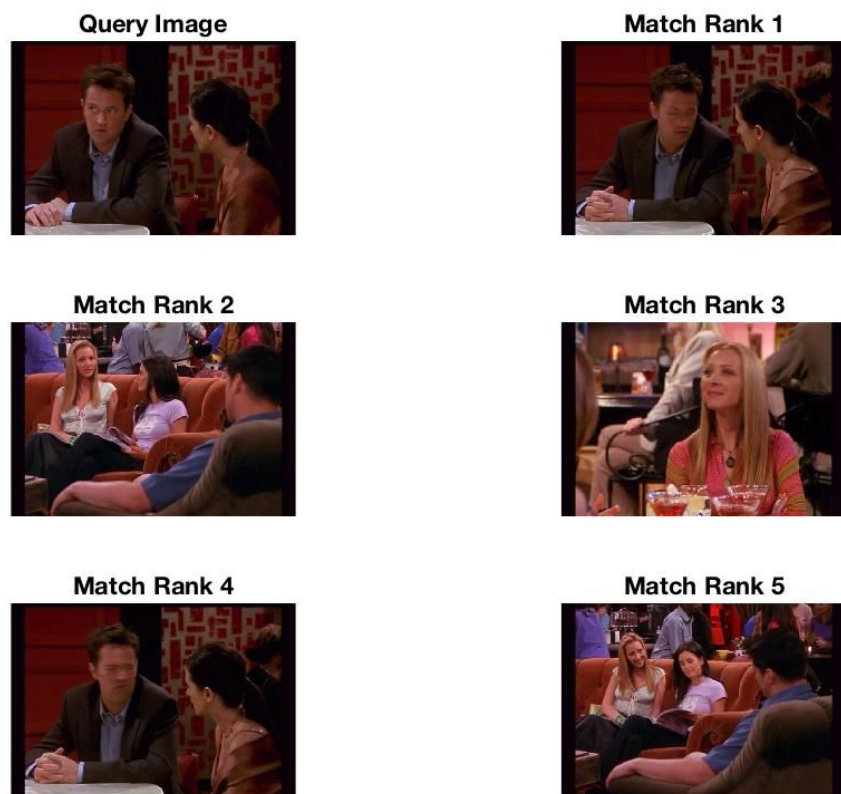 Query Image
Match Rank 1
Match Rank 2
Match Rank 3
Match Rank 4
Match Rank 5